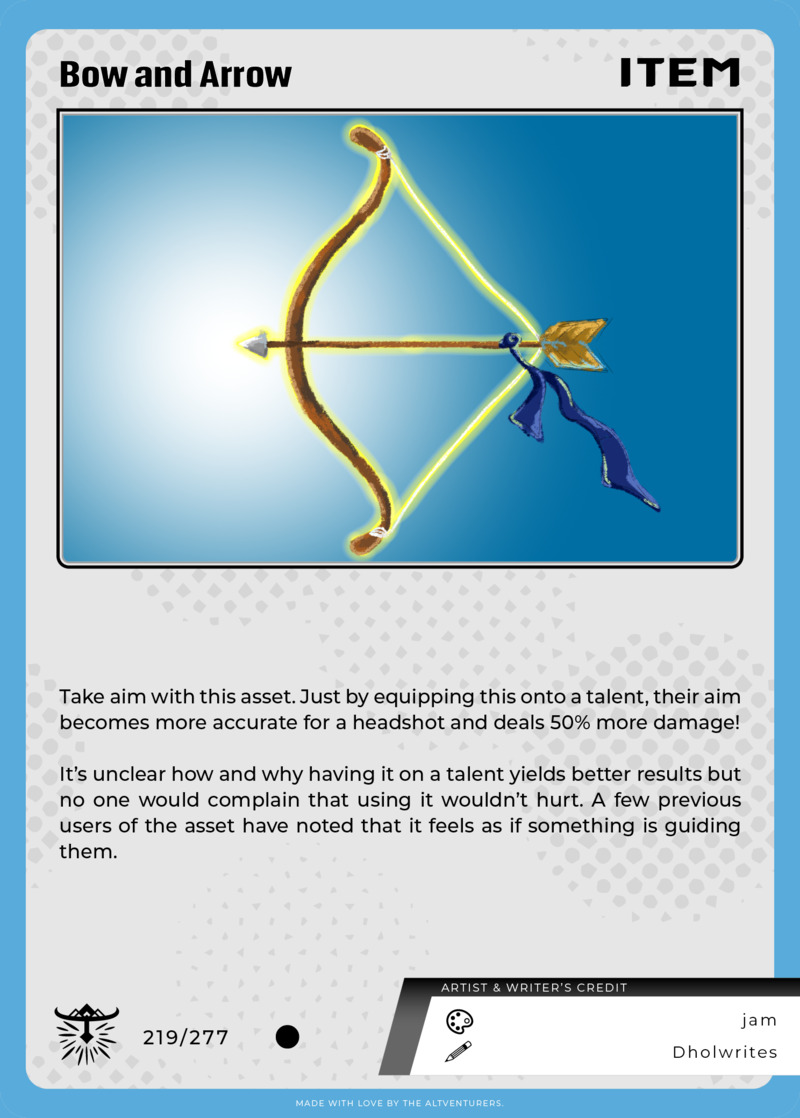 Bow and Arrow
ITEM
Take aim with this asset. Just by equipping this onto a talent, their aim
becomes more accurate for a headshot and deals 50% more damage!
It's unclear how and why having it on a talent yields better results but
no one would complain that using it wouldn't hurt. A few previous
users of the asset have noted that it feels as if something is guiding
them.
ARTIST & WRITER'S CREDIT
219/277
jam
Dholwrites
MADE WITH LOVE BY THE ALTVENTURERS.